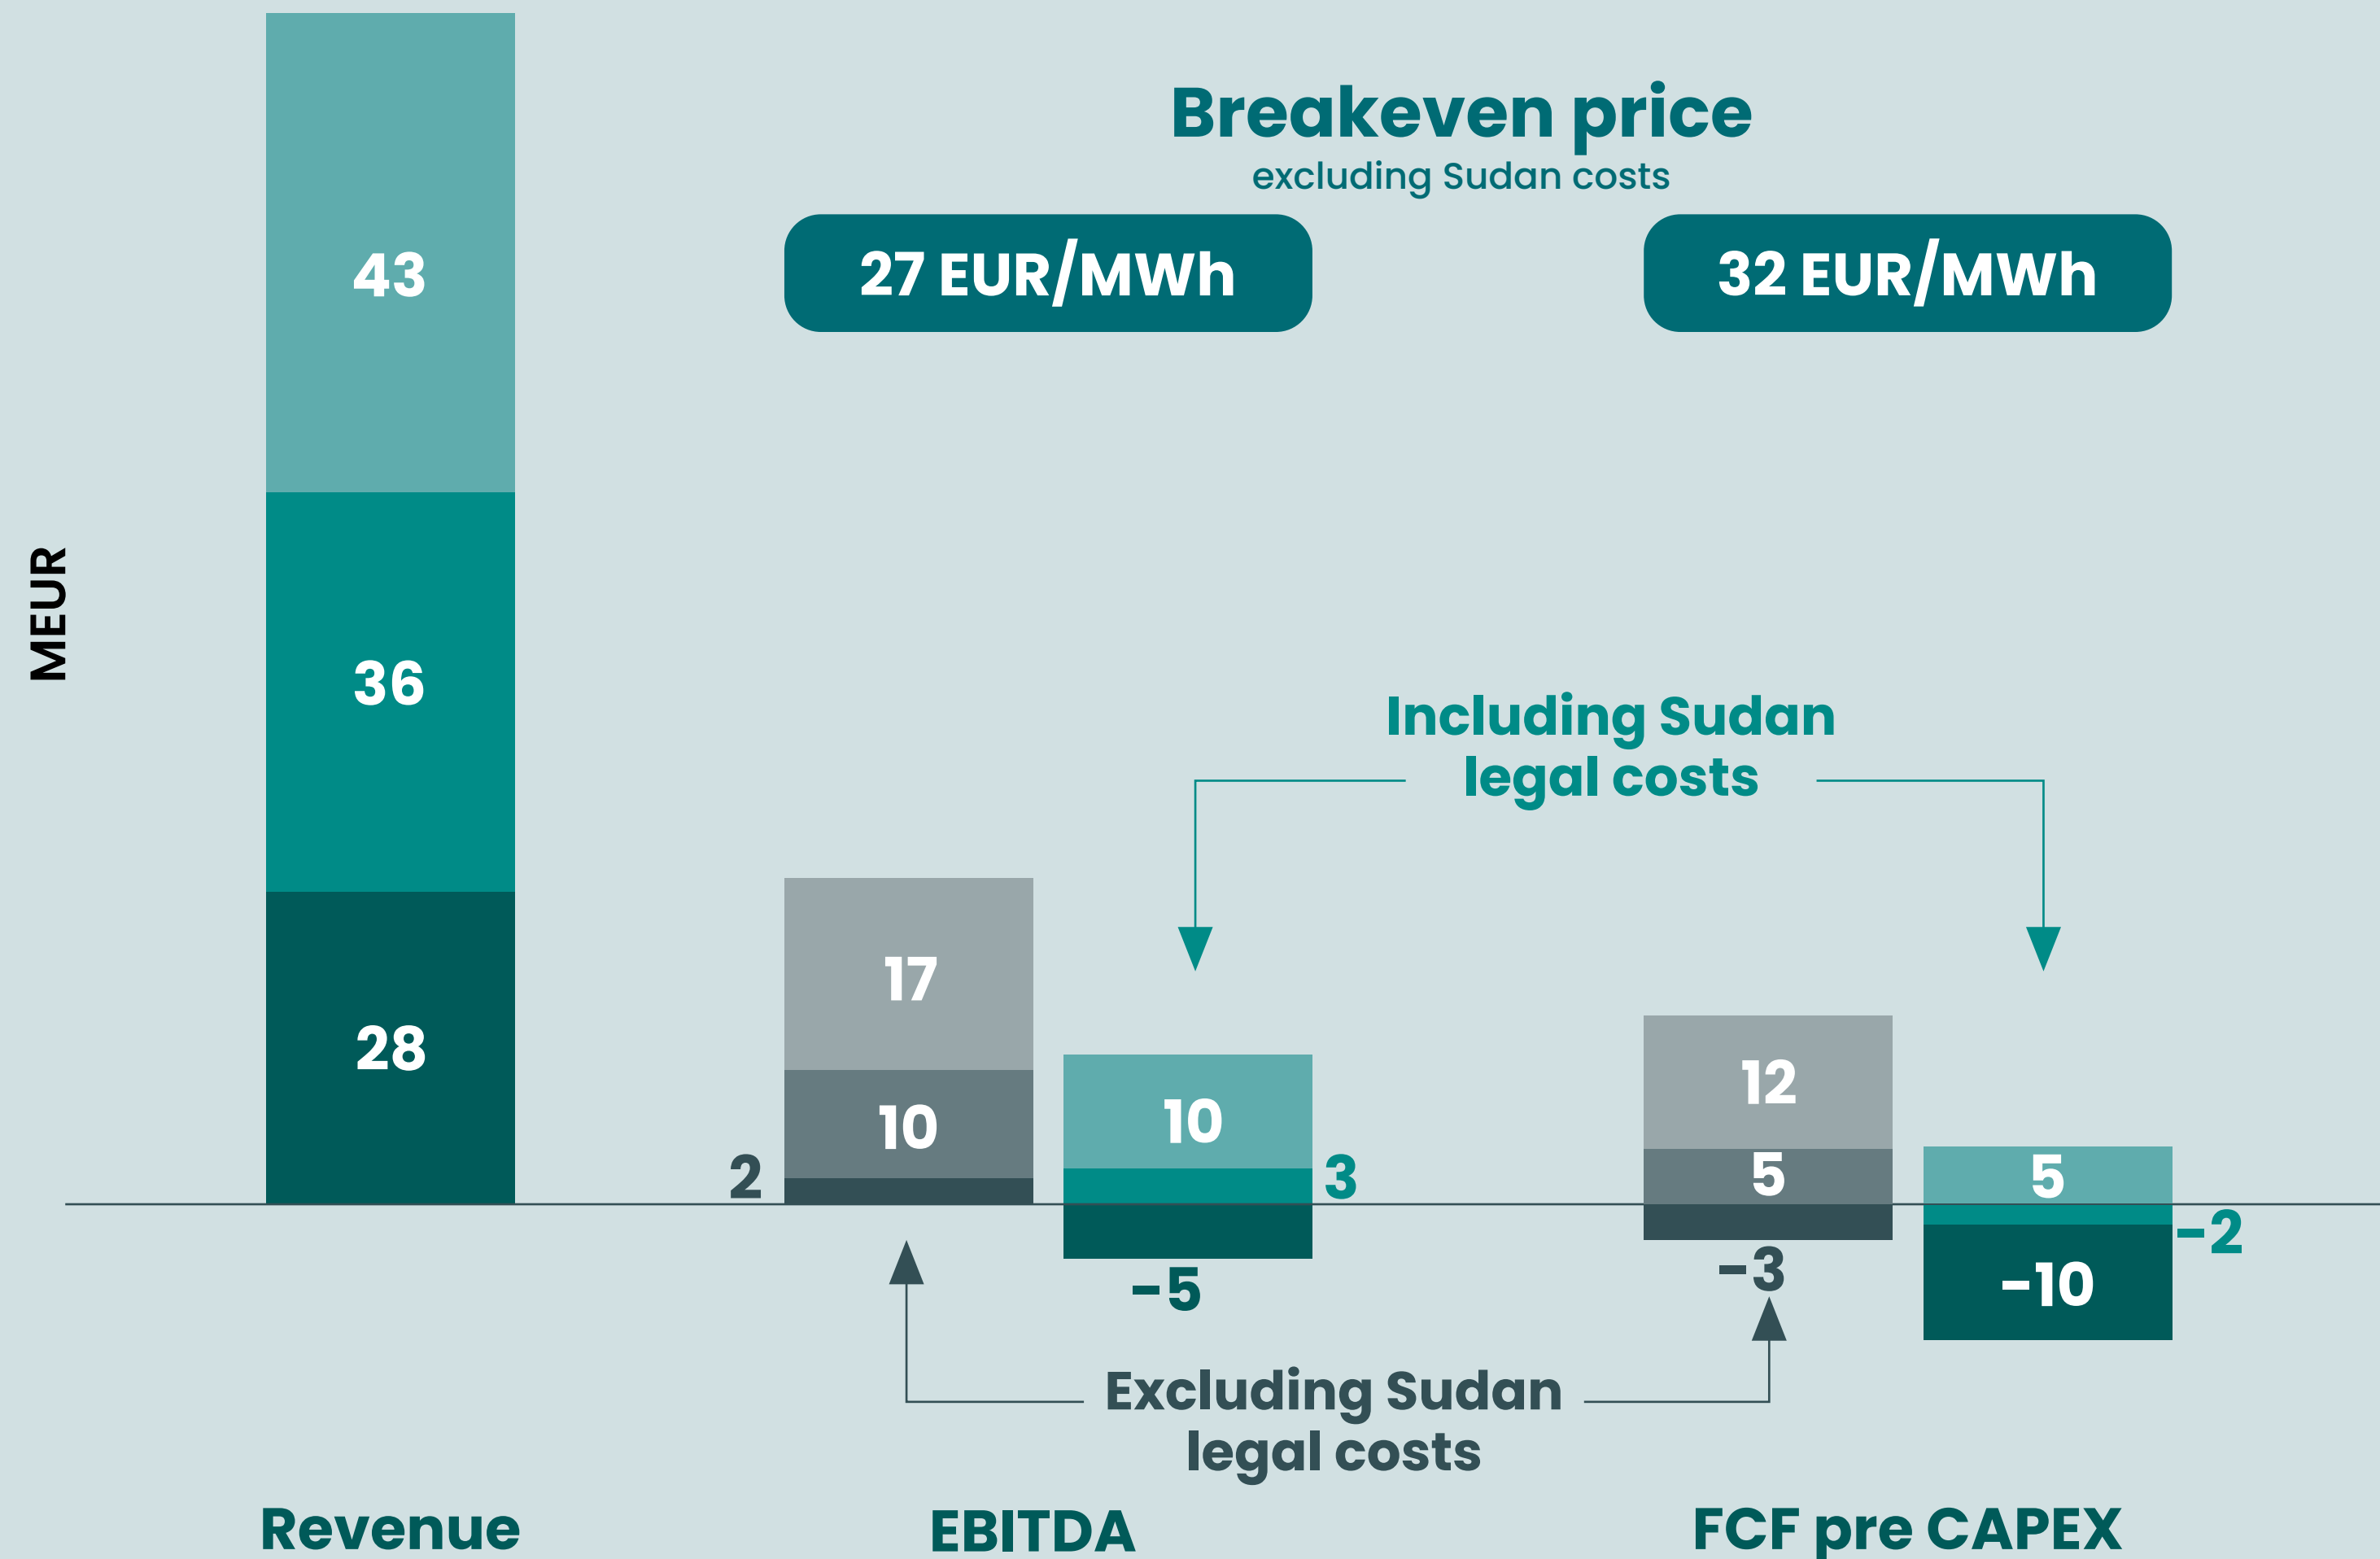 Breakeven price
excluding Sudan costs
27 EUR/MWh
32 EUR/MWh
MEUR
43
36
28
Including Sudan
legal costs
17
10
2
10
3
-5
12
5
-3
5
-2
-10
Excluding Sudan
legal costs
Revenue
EBITDA
FCF pre CAPEX